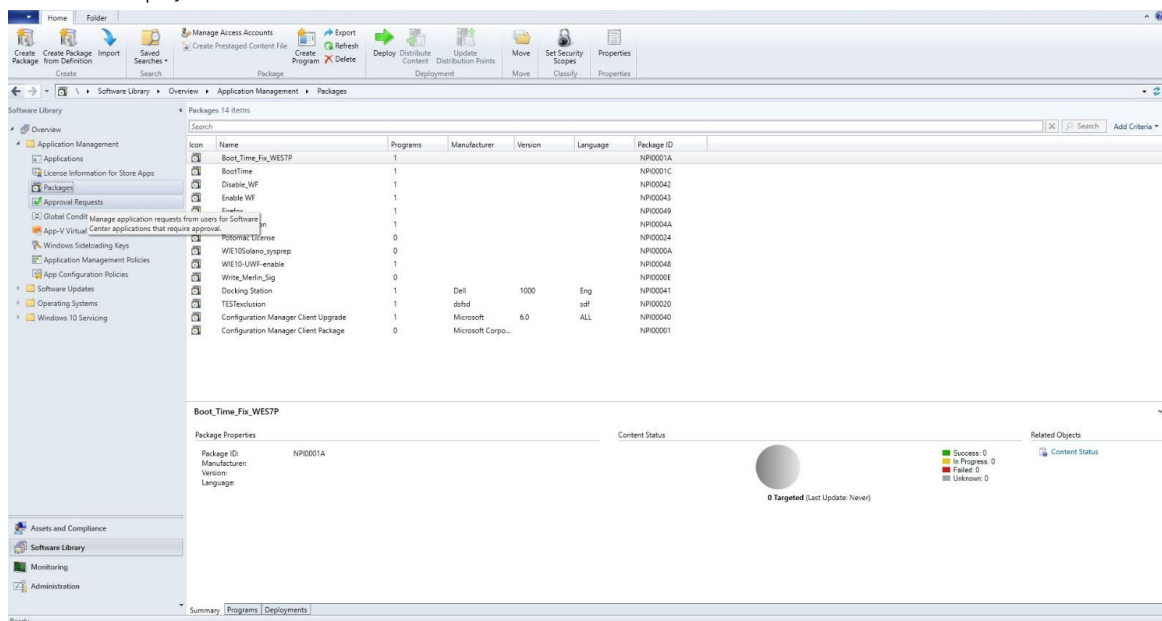 Home Folder
Create Package
Create Package from Definition
Import
Saved Searches
Manage Access Accounts
Create Prestaged Content File
Create Program
Export
Refresh
Delete
Deploy
Distribute Content
Update Distribution Points
Move
Set Security Scopes
Properties
Create Search Package Deployment Move Classify Properties
\ Software Library Overview Application Management Packages
Software Library
Overview
Application Management
Applications
License Information for Store Apps
Packages
Approval Requests
Global Condit
App-V Virtual
Windows Sideloading Keys
Application Management Policies
App Configuration Policies
Software Updates
Operating Systems
Windows 10 Servicing
Manage application requests from users for Software
Center applications that require approval.
Packages 14 items
Search Search Add Criteria
Icon Name Programs Manufacturer Version Language Package ID
Boot_Time_Fix_WES7P 1 NPI0001A
BootTime 1 NPI0001C
Disable_WF 1 NPI00042
Enable WF 1 NPI00043
1 NPI00049
1 NPI0004A
Potomac License 0 NPI00024
WIE10Solano_sysprep 0 NPI0000A
WIE10-UWF-enable 1 NPI00048
Write_Merlin_Sig 0 NPI0000E
Docking Station 1 Dell 1000 Eng NPI00041
TESTexclusion 1 dsfsd sdf NPI00020
Configuration Manager Client Upgrade 1 Microsoft 6.0 ALL NPI00040
Configuration Manager Client Package 0 Microsoft Corpo... NPI00001
Boot_Time_Fix_WES7P
Package Properties
Package ID: NPI0001A
Manufacturer:
Version:
Language:
Content Status
0 Targeted (Last Update: Never)
Success: 0
In Progress: 0
Failed: 0
Unknown: 0
Related Objects
Content Status
Assets and Compliance
Software Library
Monitoring
Administration
Summary Programs Deployments